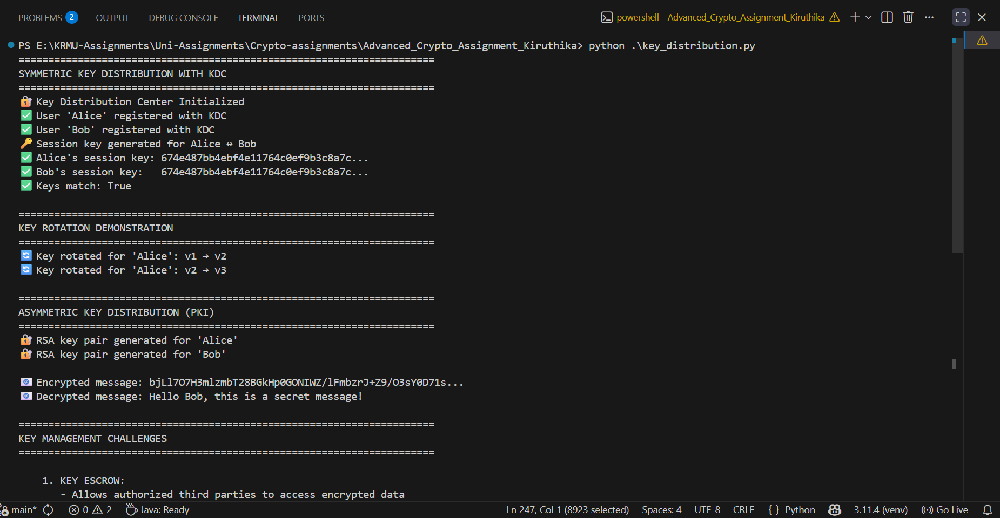 PROBLEMS 2 OUTPUT DEBUG CONSOLE TERMINAL PORTS powershell - Advanced_Crypto_Assignment_Kiruthika
PS E:\KRMU-Assignments\Uni-Assignments\Crypto-assignments\Advanced_Crypto_Assignment_Kiruthika> python .\key_distribution.py
======================================================================
SYMMETRIC KEY DISTRIBUTION WITH KDC
======================================================================
🔐 Key Distribution Center Initialized
✅ User 'Alice' registered with KDC
✅ User 'Bob' registered with KDC
🔑 Session key generated for Alice ↔ Bob
✅ Alice's session key: 674e487bb4ebf4e11764c0ef9b3c8a7c...
✅ Bob's session key:   674e487bb4ebf4e11764c0ef9b3c8a7c...
✅ Keys match: True
======================================================================
KEY ROTATION DEMONSTRATION
======================================================================
🔄 Key rotated for 'Alice': v1 → v2
🔄 Key rotated for 'Alice': v2 → v3
======================================================================
ASYMMETRIC KEY DISTRIBUTION (PKI)
======================================================================
🔐 RSA key pair generated for 'Alice'
🔐 RSA key pair generated for 'Bob'
📧 Encrypted message: bjLl7O7H3mlzmbT28BGkHp0GONIWZ/lFmbzrJ+Z9/O3sY0D71s...
📧 Decrypted message: Hello Bob, this is a secret message!
======================================================================
KEY MANAGEMENT CHALLENGES
======================================================================
1. KEY ESCROW:
- Allows authorized third parties to access encrypted data
main* 0 2 Java: Ready Ln 247, Col 1 (8923 selected) Spaces: 4 UTF-8 CRLF { } Python 3.11.4 (venv) Go Live